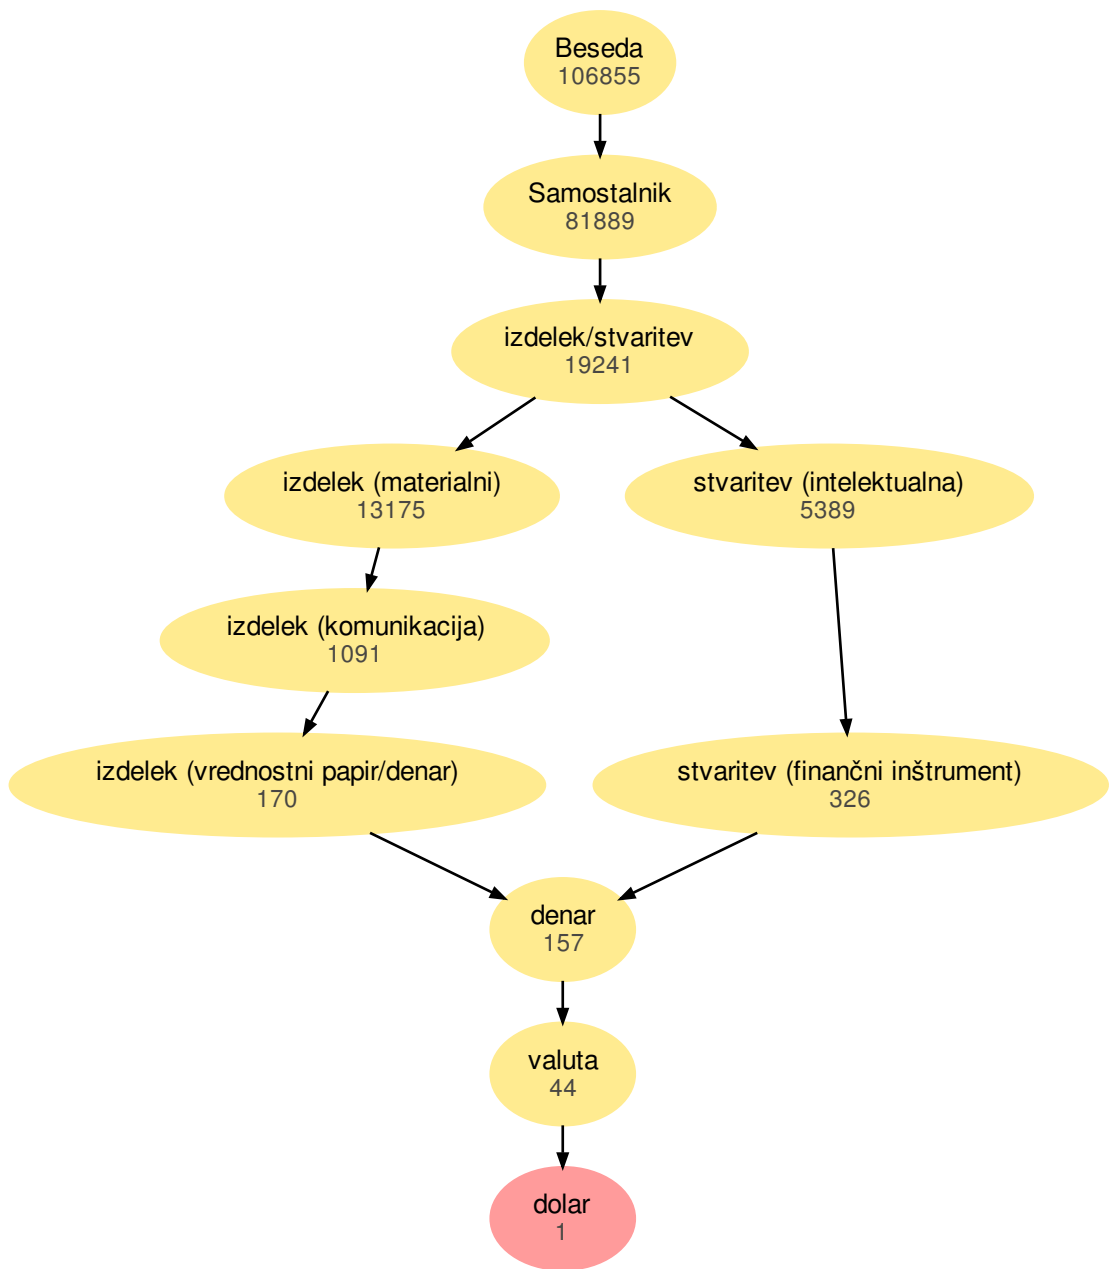 Beseda
106855
Samostalnik
81889
izdelek/stvaritev
19241
izdelek (materialni)
13175
stvaritev (intelektualna)
5389
izdelek (komunikacija)
1091
izdelek (vrednostni papir/denar)
170
stvaritev (finančni inštrument)
326
denar
157
valuta
44
dolar
1